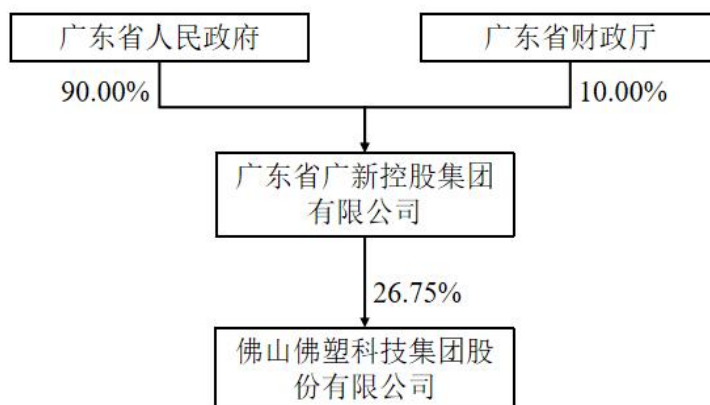 广东省人民政府
广东省财政厅
90.00%
10.00%
广东省广新控股集团
有限公司
26.75%
佛山佛塑科技集团股
份有限公司